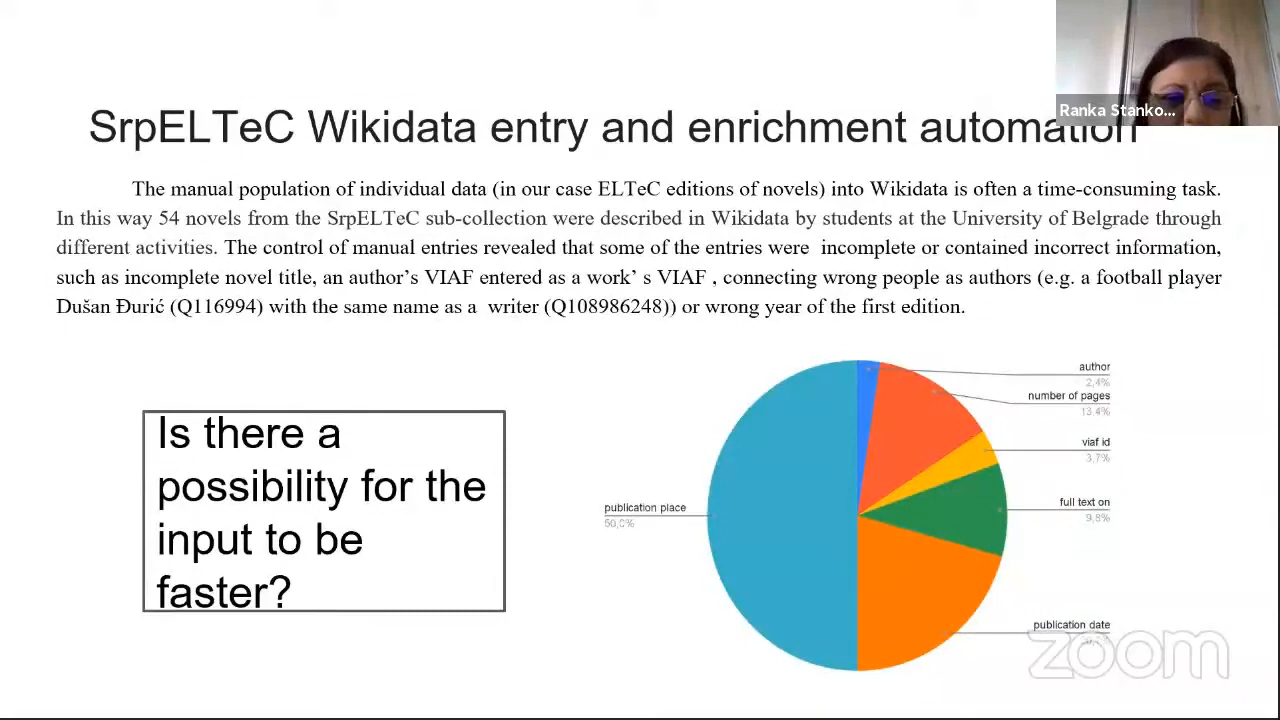 Ranka Stanko...
SrpELTeC Wikidata entry and enrichment automation
The manual population of individual data (in our case ELTeC editions of novels) into Wikidata is often a time-consuming task.
In this way 54 novels from the SrpELTeC sub-collection were described in Wikidata by students at the University of Belgrade through
different activities. The control of manual entries revealed that some of the entries were incomplete or contained incorrect information,
such as incomplete novel title, an author's VIAF entered as a work' s VIAF , connecting wrong people as authors (e.g. a football player
Dušan Đurić (Q116994) with the same name as a writer (Q108986248)) or wrong year of the first edition.
Is there a
possibility for the
input to be
faster?
author
2,4%
number of pages
13,4%
viaf id
3,7%
full text on
9,8%
publication place
50,0%
publication date
zoom